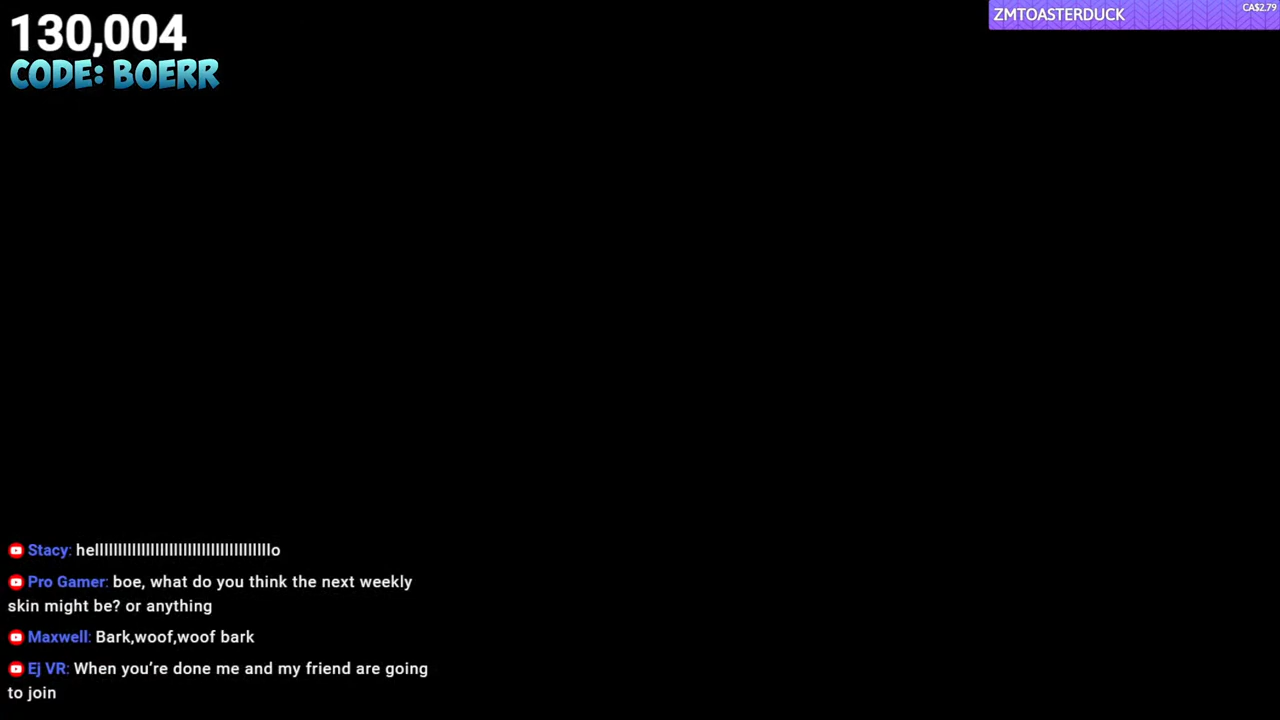 130,004
CODE: BOERR
ZMTOASTERDUCK
CA$2.79
Stacy: hellllllllllllllllllllllllllllllllllllllo
Pro Gamer: boe, what do you think the next weekly
skin might be? or anything
Maxwell: Bark,woof,woof bark
Ej VR: When you’re done me and my friend are going
to join